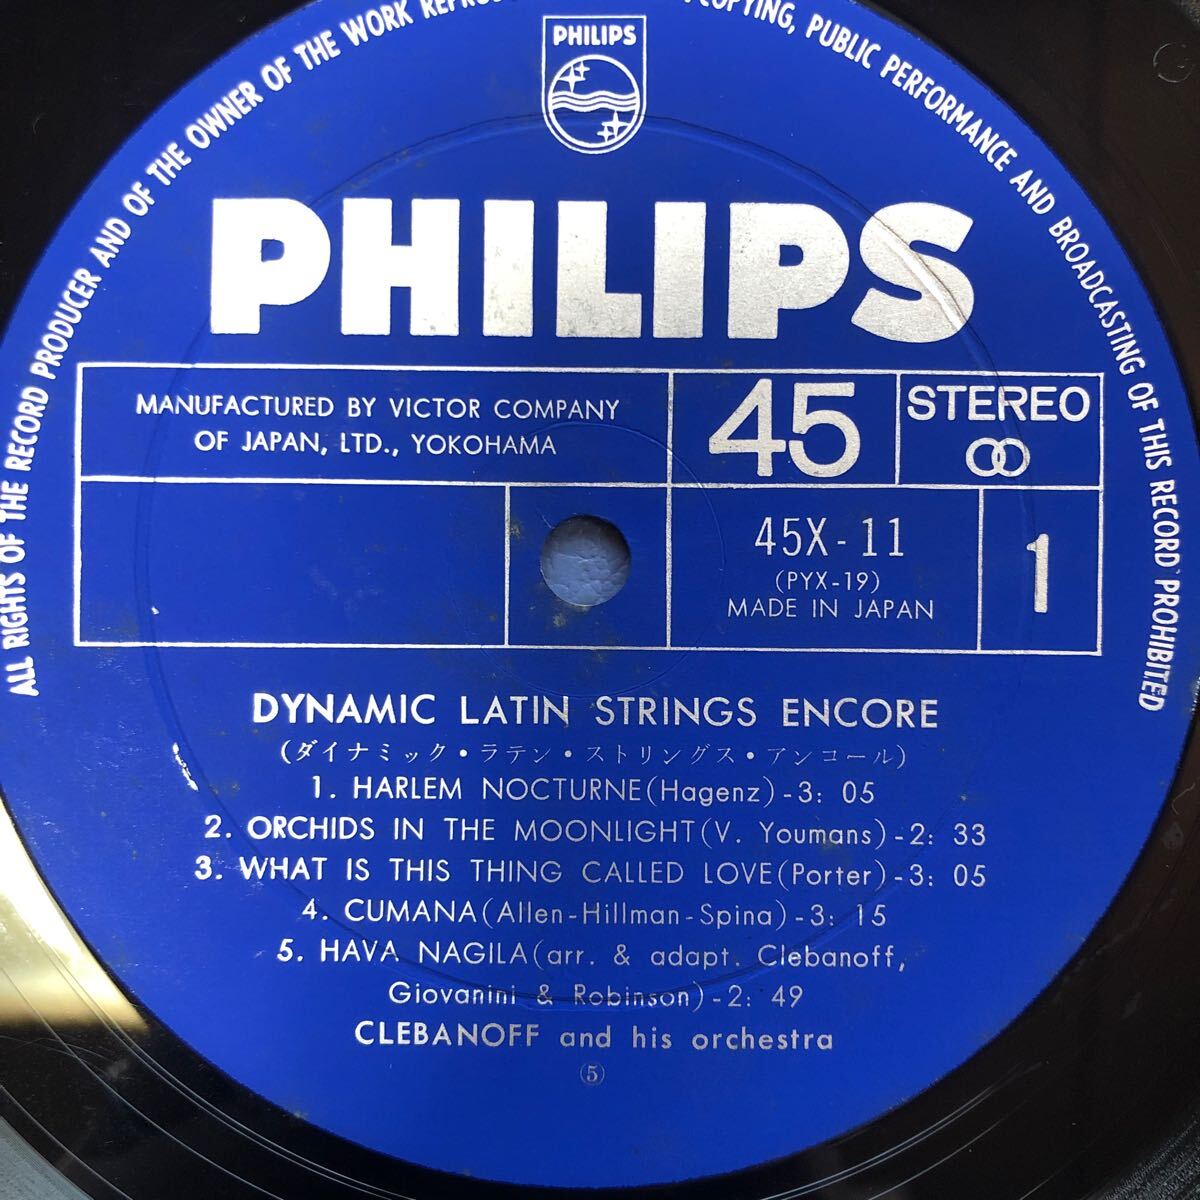 ALL RIGHTS OF THE RECORD PRODUCER AND OF THE OWNER OF THE WORK COPYING, PUBLIC PERFORMANCE AND BROADCASTING OF THIS RECORD PROHIBITED
PHILIPS
PHILIPS
MANUFACTURED BY VICTOR COMPANY
OF JAPAN, LTD., YOKOHAMA
45
STEREO
45X-11
(PYX-19)
MADE IN JAPAN
1
DYNAMIC LATIN STRINGS ENCORE
(ダイナミック・ラテン・ストリングス・アンコール)
1. HARLEM NOCTURNE(Hagenz)-3: 05
2. ORCHIDS IN THE MOONLIGHT(V. Youmans)-2: 33
3. WHAT IS THIS THING CALLED LOVE(Porter)-3: 05
4. CUMANA(Allen-Hillman-Spina)-3: 15
5. HAVA NAGILA(arr. & adapt. Clebanoff,
Giovanini & Robinson)-2: 49
CLEBANOFF and his orchestra
⑤